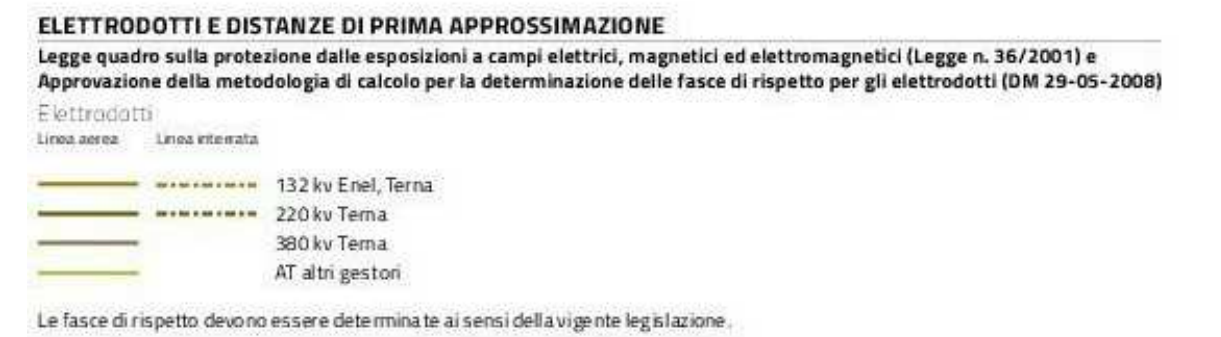 ELETTRODOTTI E DISTANZE DI PRIMA APPROSSIMAZIONE
Legge quadro sulla protezione dalle esposizioni a campi elettrici, magnetici ed elettromagnetici (Legge n. 36/2001) e
Approvazione della metodologia di calcolo per la determinazione delle fasce di rispetto per gli elettrodotti (DM 29-05-2008)
Elettrodotti
Linea aerea Linea interrata
132 kv Enel, Terna
220 kv Terna
380 kv Terna
AT altri gestori
Le fasce di rispetto devono essere determinate ai sensi della vigente legislazione.